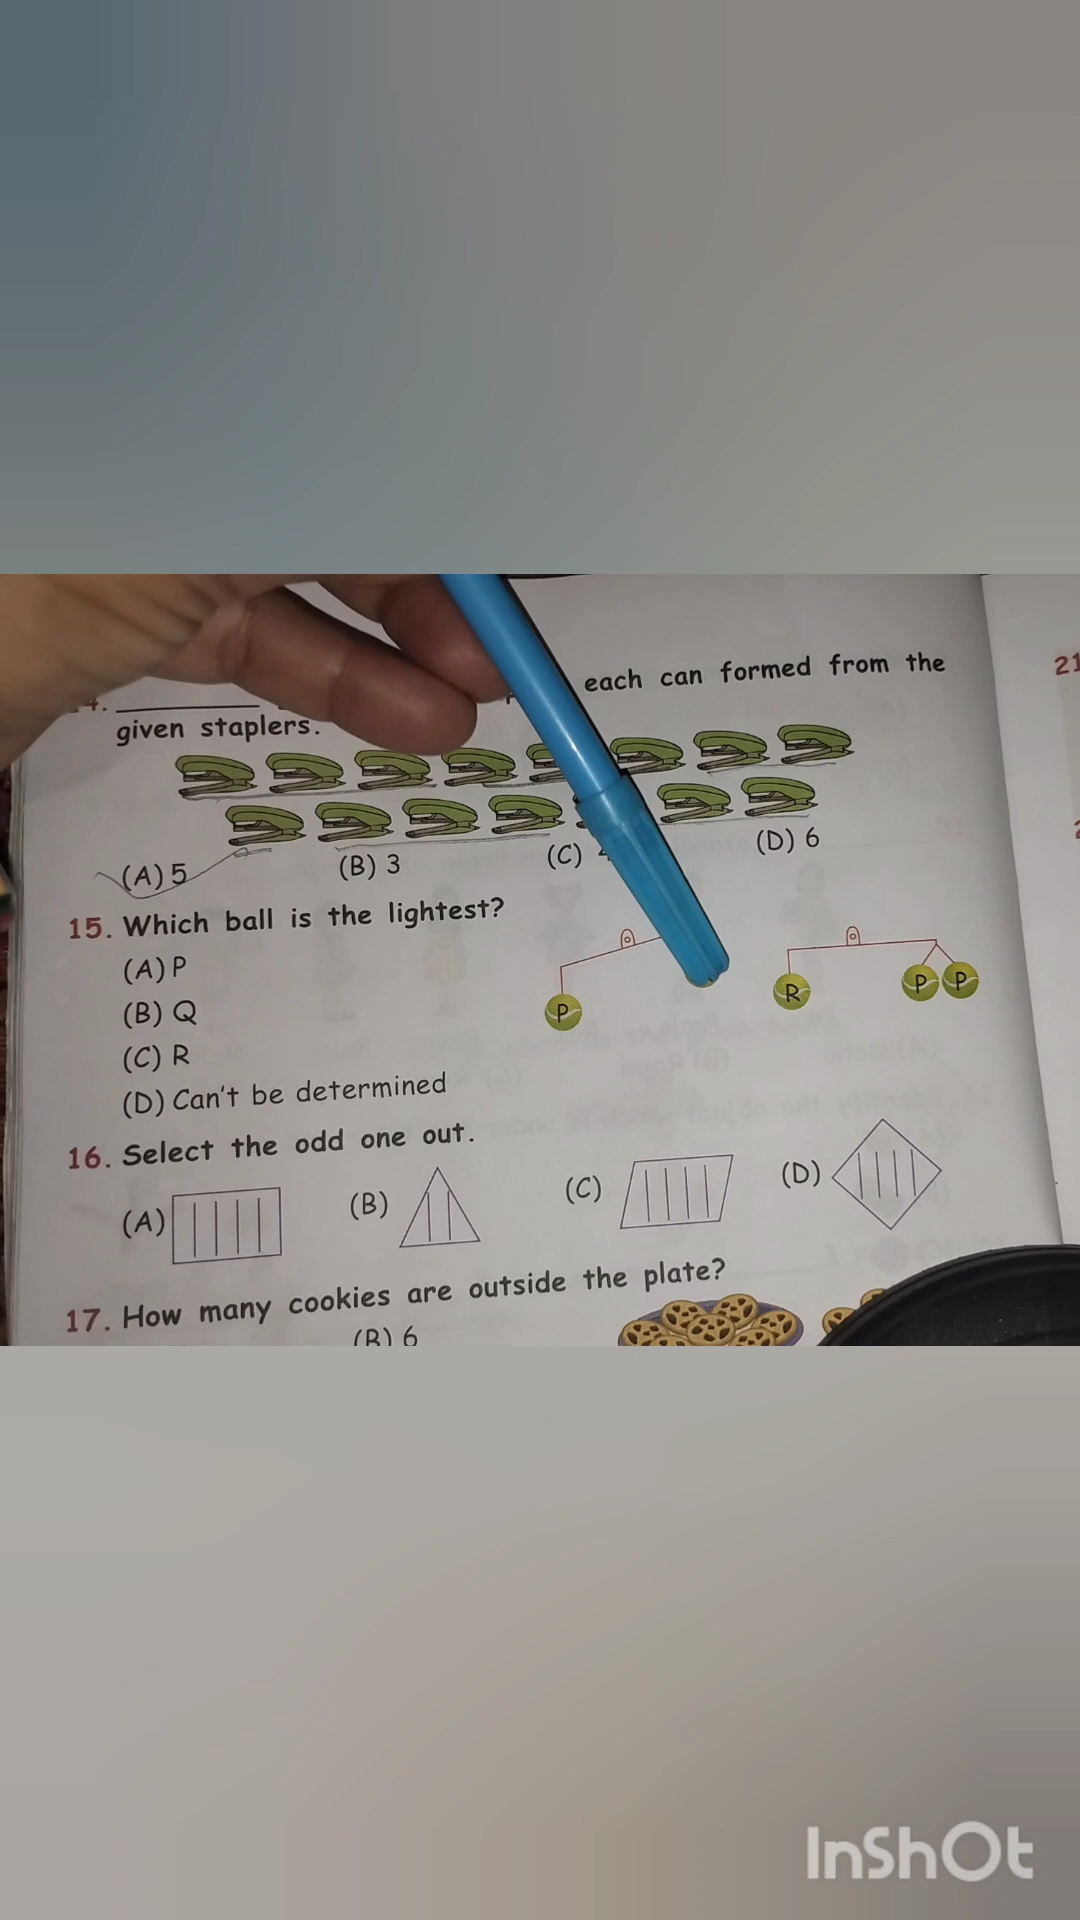 each can formed from the
21
given staplers.
(A) 5
(B) 3
(C)
(D) 6
15. Which ball is the lightest?
(A) P
(B) Q
(C) R
(D) Can't be determined
P
R
P
P
16. Select the odd one out.
(A)
(B)
(C)
(D)
17. How many cookies are outside the plate?
(B) 6
InShOt